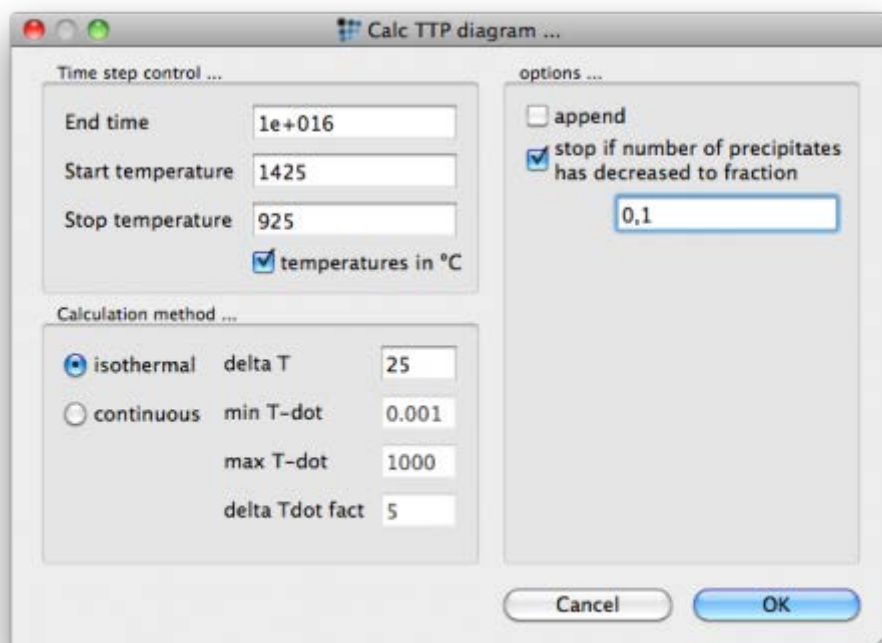 Calc TTP diagram ...
Time step control ...
End time 1e+016
Start temperature 1425
Stop temperature 925
temperatures in °C
Calculation method ...
isothermal delta T 25
continuous min T-dot 0.001
max T-dot 1000
delta Tdot fact 5
options ...
append
stop if number of precipitates
has decreased to fraction
0,1
Cancel OK